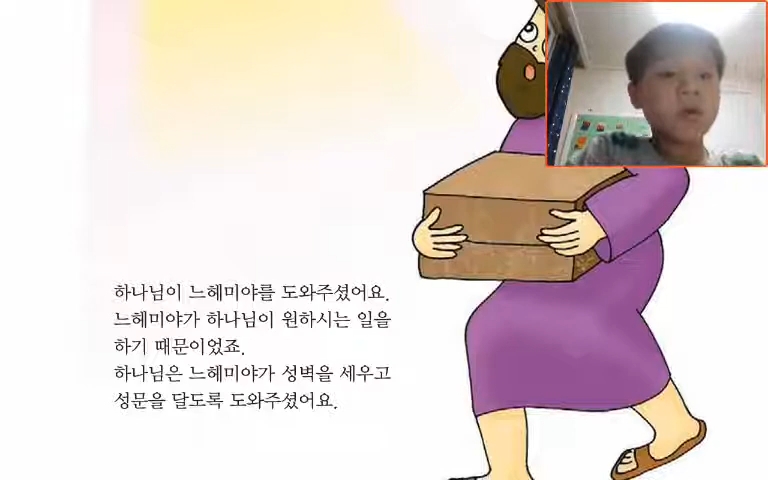 하나님이 느헤미야를 도와주셨어요.
느헤미야가 하나님이 원하시는 일을
하기 때문이었죠.
하나님은 느헤미야가 성벽을 세우고
성문을 달도록 도와주셨어요.